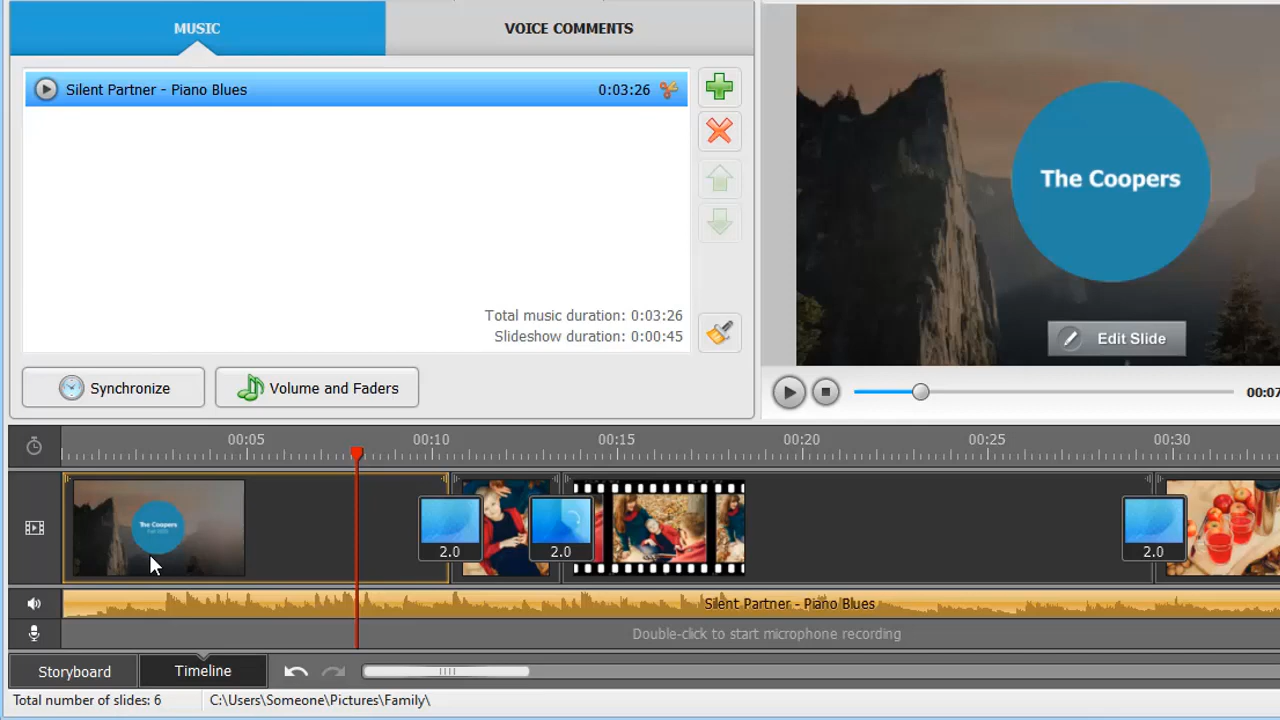 MUSIC
VOICE COMMENTS
Silent Partner - Piano Blues 0:03:26
Total music duration: 0:03:26
Slideshow duration: 0:00:45
Synchronize
Volume and Faders
The Coopers
Edit Slide
00:07
00:05 00:10 00:15 00:20 00:25 00:30
The Coopers
2.0 2.0 2.0
Silent Partner - Piano Blues
Double-click to start microphone recording
Storyboard
Timeline
Total number of slides: 6
C:\Users\Someone\Pictures\Family\